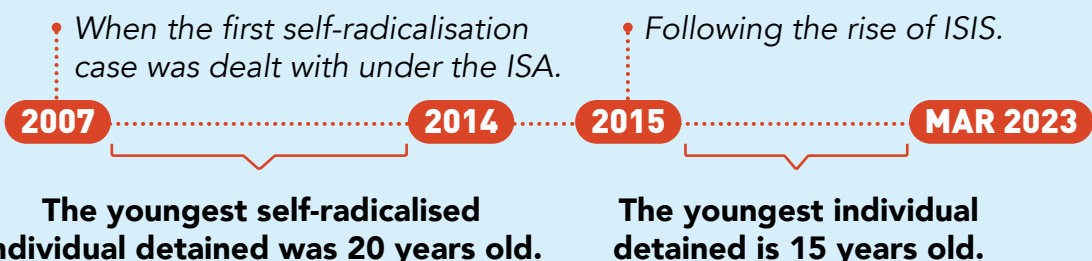 When the first self-radicalisation
case was dealt with under the ISA.
Following the rise of ISIS.
2007
2014
2015
MAR 2023
The youngest self-radicalised
individual detained was 20 years old.
The youngest individual
detained is 15 years old.